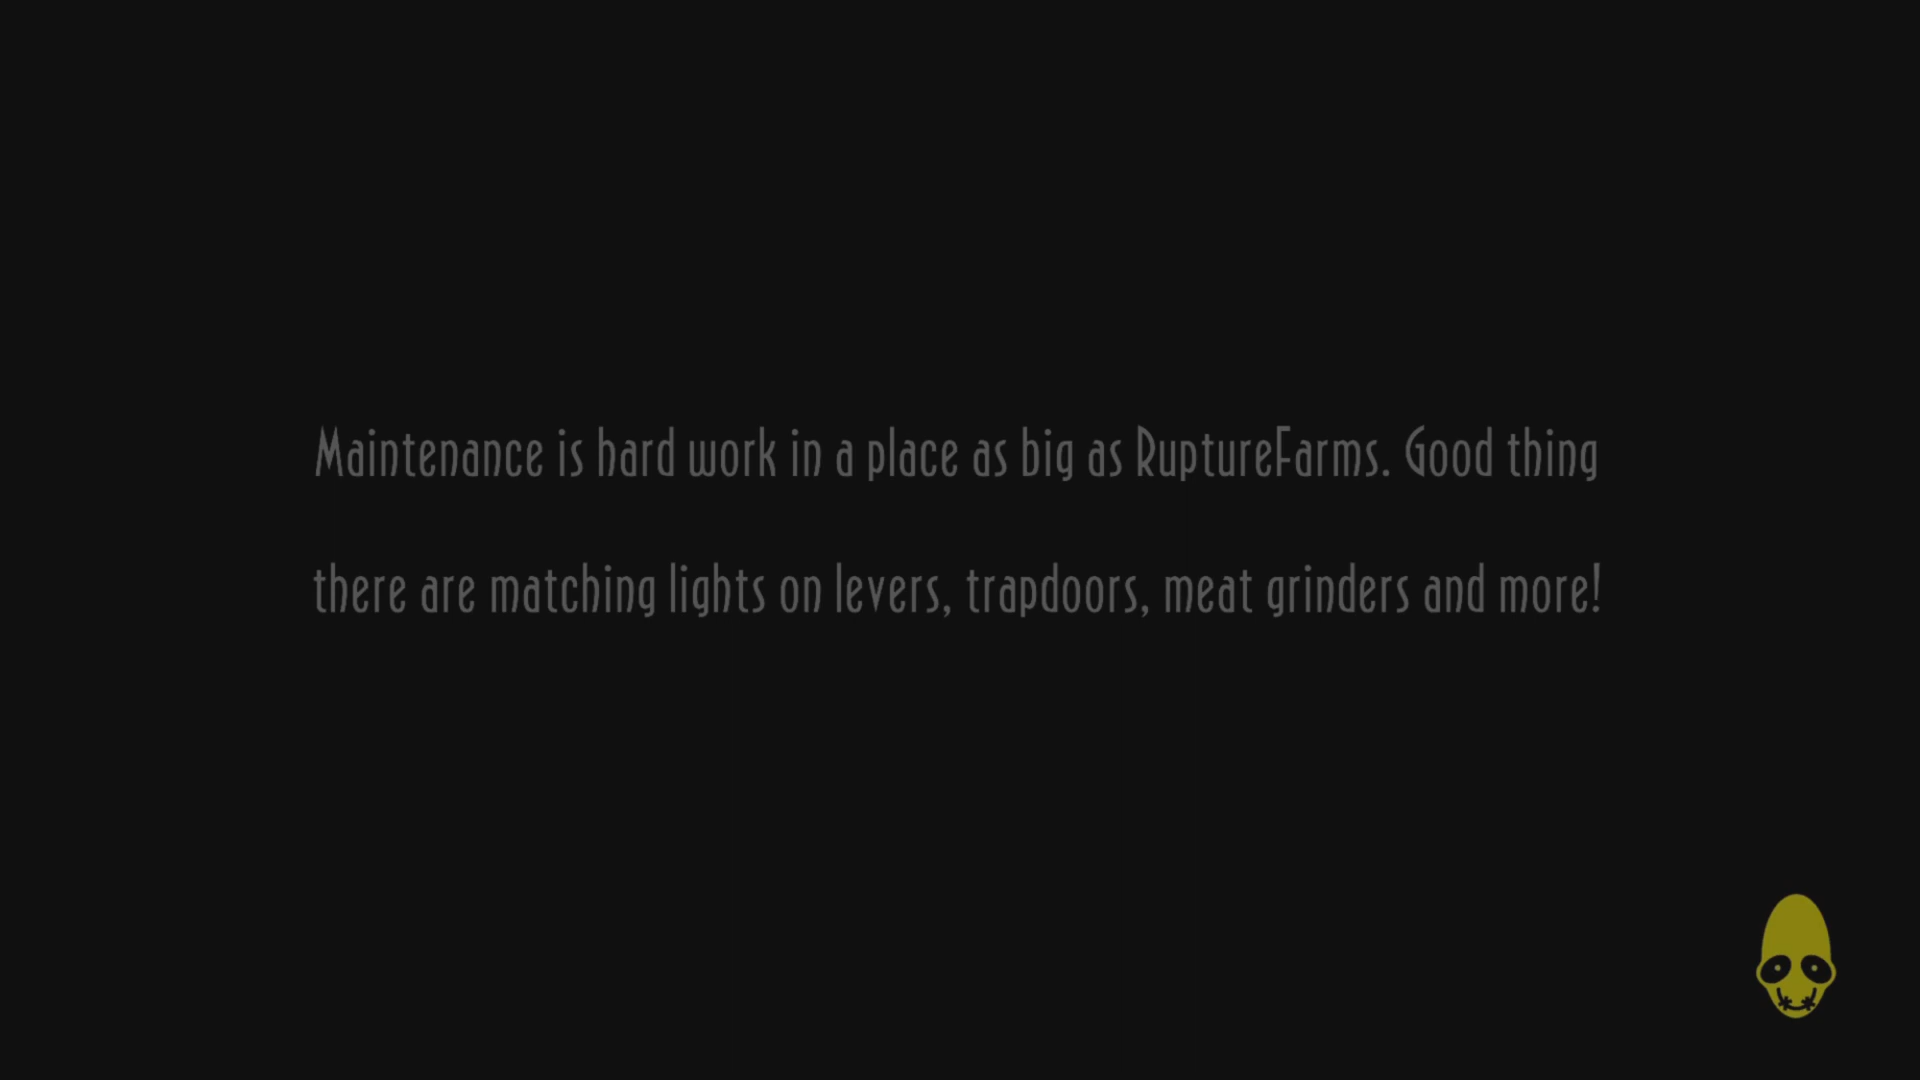 Maintenance is hard work in a place as big as RuptureFarms. Good thing
there are matching lights on levers, trapdoors, meat grinders and more!